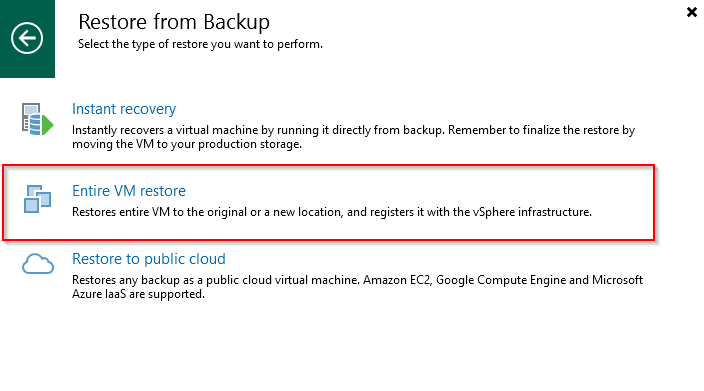 Restore from Backup
Select the type of restore you want to perform.
Instant recovery
Instantly recovers a virtual machine by running it directly from backup. Remember to finalize the restore by
moving the VM to your production storage.
Entire VM restore
Restores entire VM to the original or a new location, and registers it with the vSphere infrastructure.
Restore to public cloud
Restores any backup as a public cloud virtual machine. Amazon EC2, Google Compute Engine and Microsoft
Azure IaaS are supported.